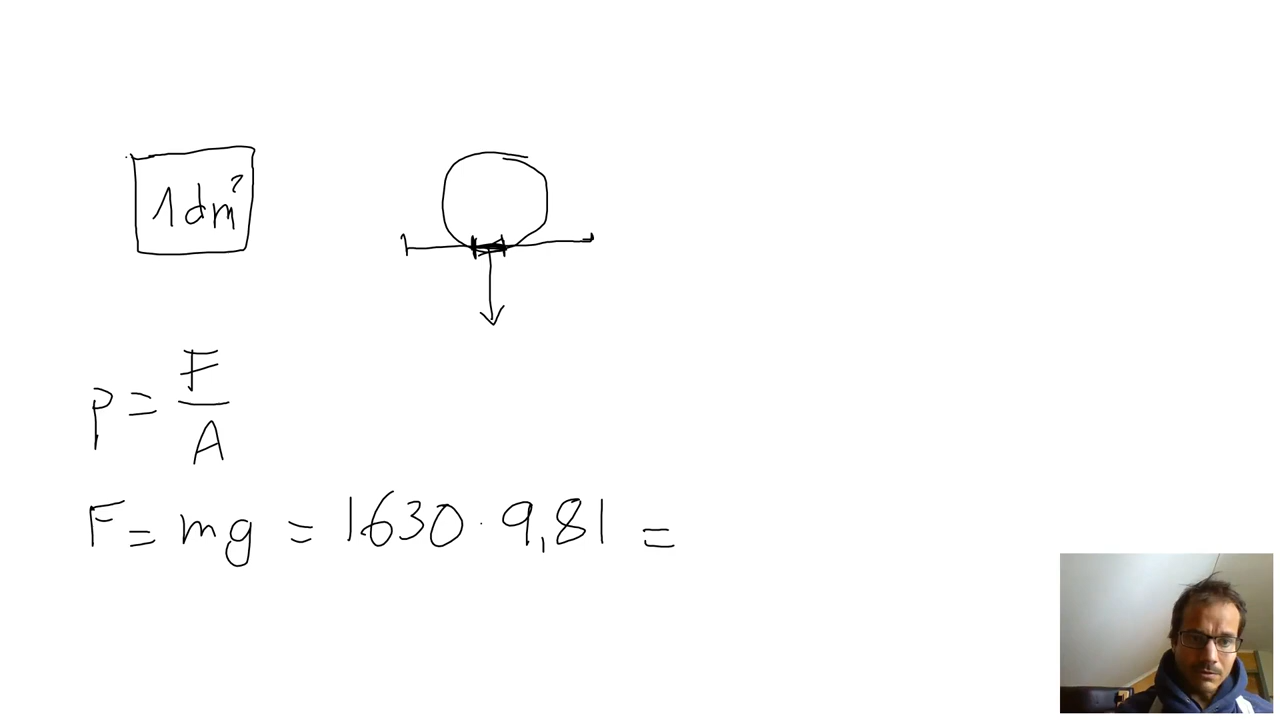 1dm²
p = F/A
F = mg = 1630 · 9,81 =